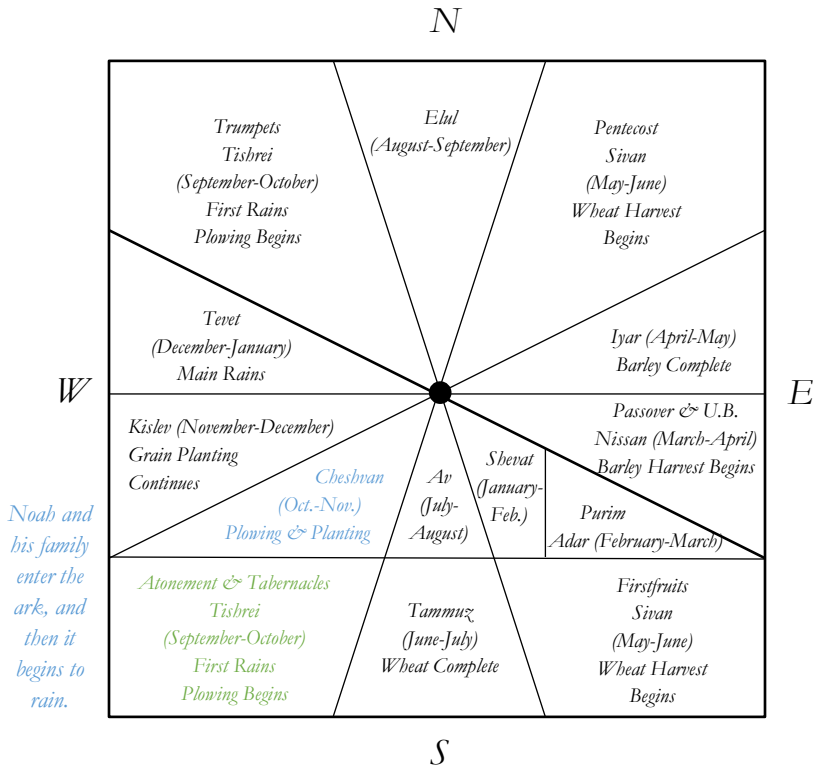 N
Trumpets
Tishrei
(September-October)
First Rains
Plowing Begins
Elul
(August-September)
Pentecost
Sivan
(May-June)
Wheat Harvest
Begins
Tevet
(December-January)
Main Rains
Iyar (April-May)
Barley Complete
W
E
Kislev (November-December)
Grain Planting
Continues
Passover & U.B.
Nissan (March-April)
Barley Harvest Begins
Cheshvan
(Oct.-Nov.)
Plowing & Planting
Av
(July-
August)
Shevat
(January-
Feb.)
Purim
Adar (February-March)
Noah and
his family
enter the
ark, and
then it
begins to
rain.
Atonement & Tabernacles
Tishrei
(September-October)
First Rains
Plowing Begins
Tammuz
(June-July)
Wheat Complete
Firstfruits
Sivan
(May-June)
Wheat Harvest
Begins
S